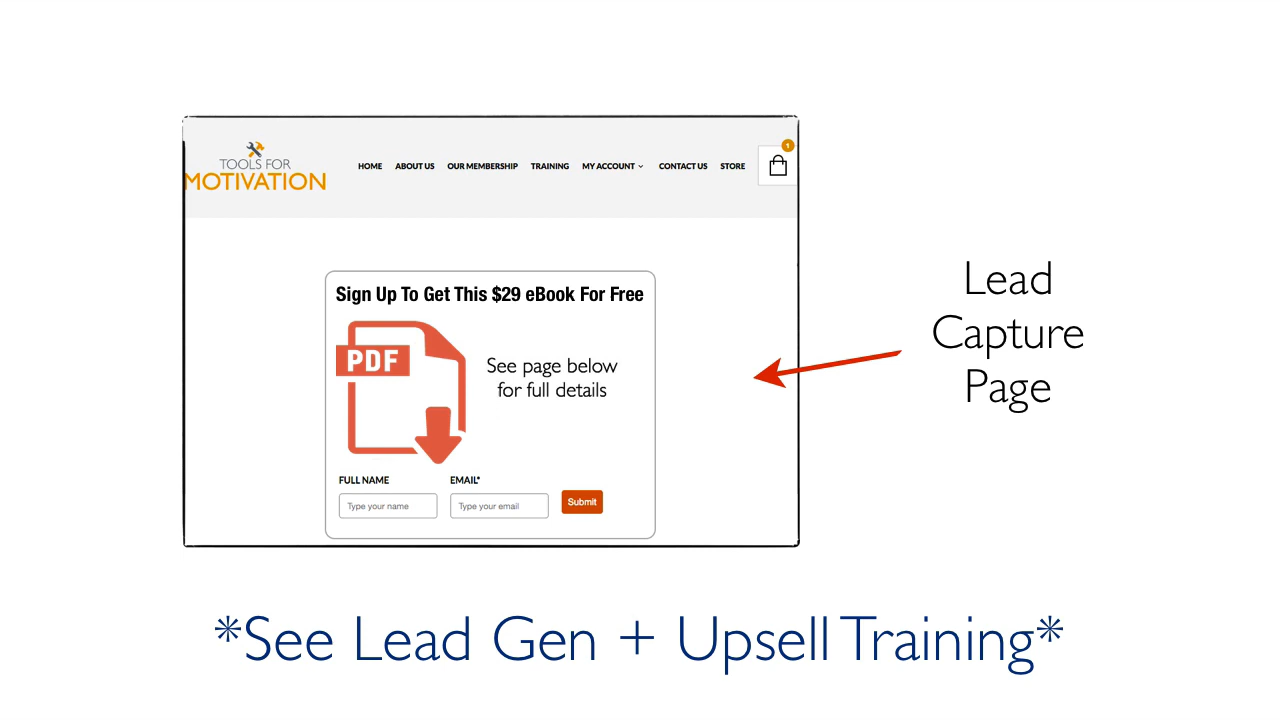 TOOLS FOR
MOTIVATION
HOME ABOUT US OUR MEMBERSHIP TRAINING MY ACCOUNT CONTACT US STORE
1
Sign Up To Get This $29 eBook For Free
PDF
See page below
for full details
FULL NAME EMAIL*
Type your name Type your email Submit
Lead
Capture
Page
*See Lead Gen + Upsell Training*